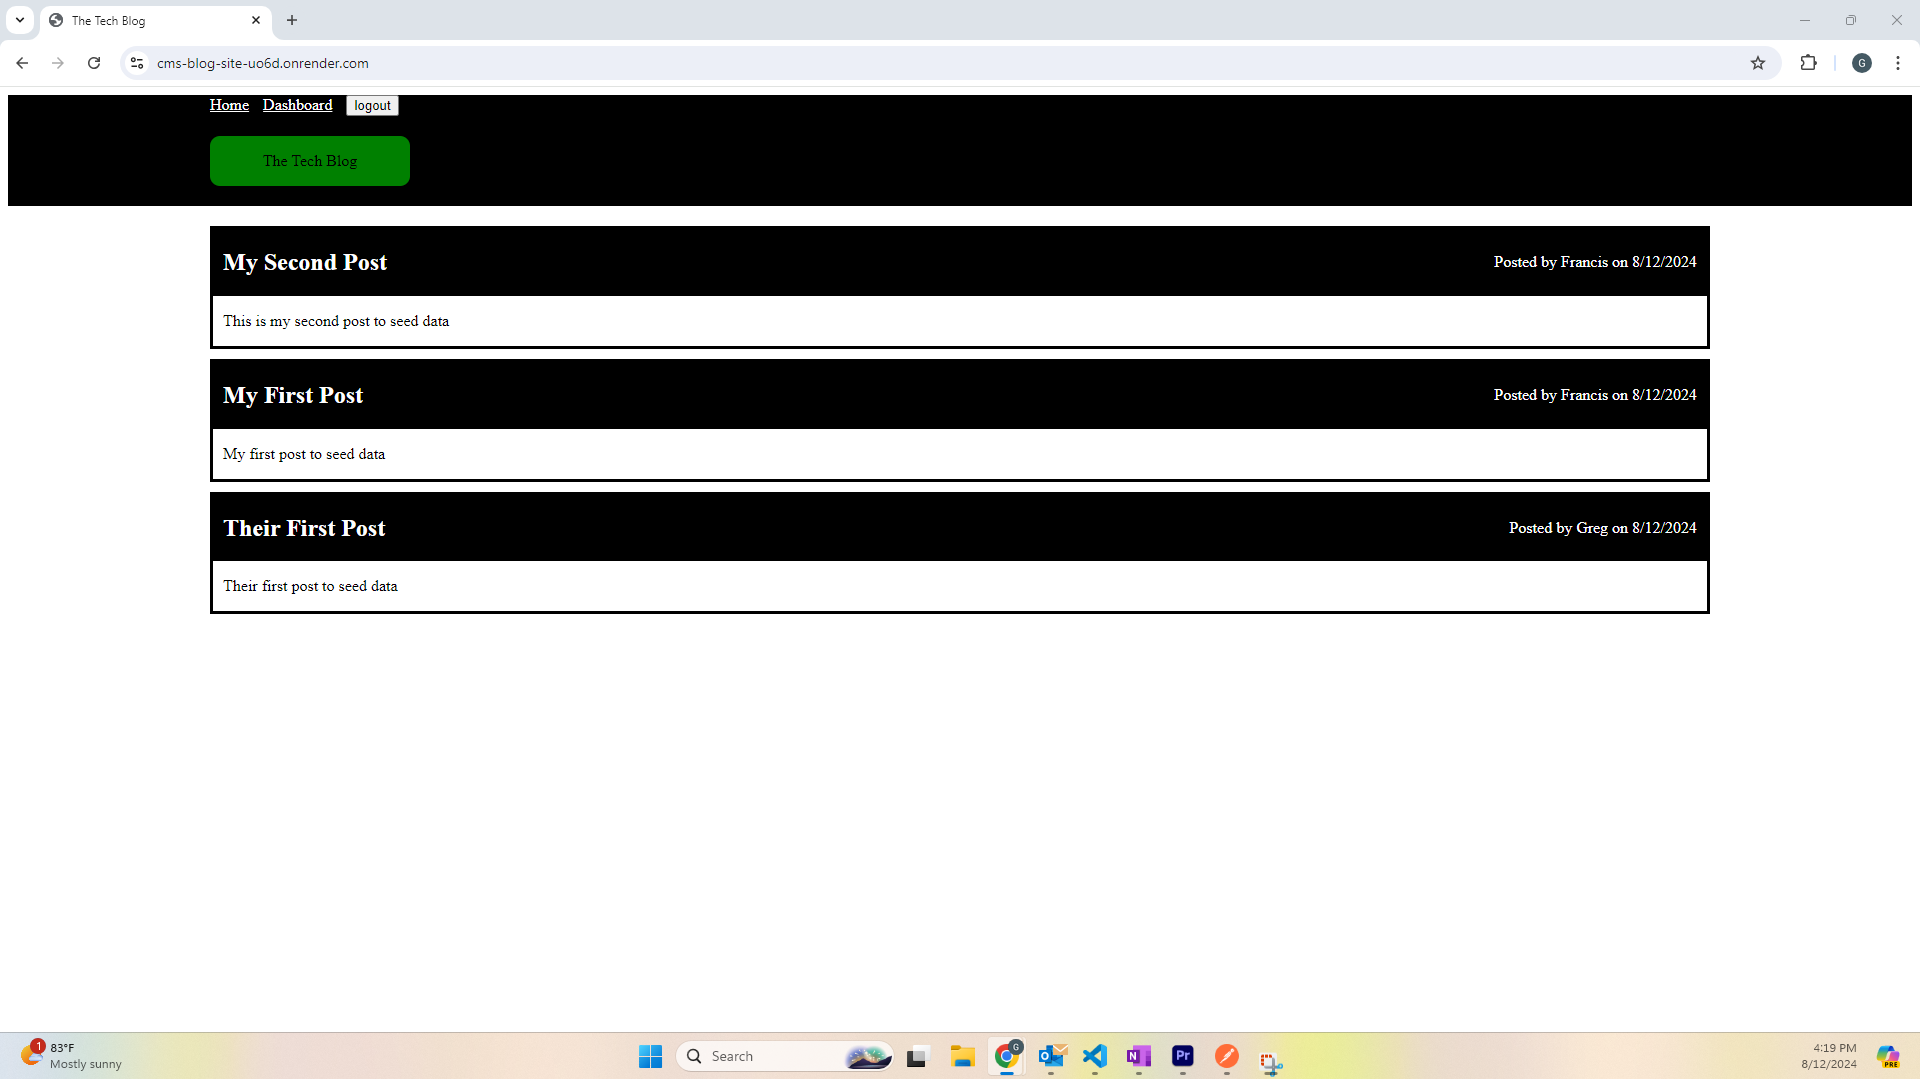 The Tech Blog
cms-blog-site-uo6d.onrender.com
G
Home Dashboard logout
The Tech Blog
My Second Post Posted by Francis on 8/12/2024
This is my second post to seed data
My First Post Posted by Francis on 8/12/2024
My first post to seed data
Their First Post Posted by Greg on 8/12/2024
Their first post to seed data
1
83°F
Mostly sunny
Search
G
O
N
Pr
4:19 PM
8/12/2024
PRE